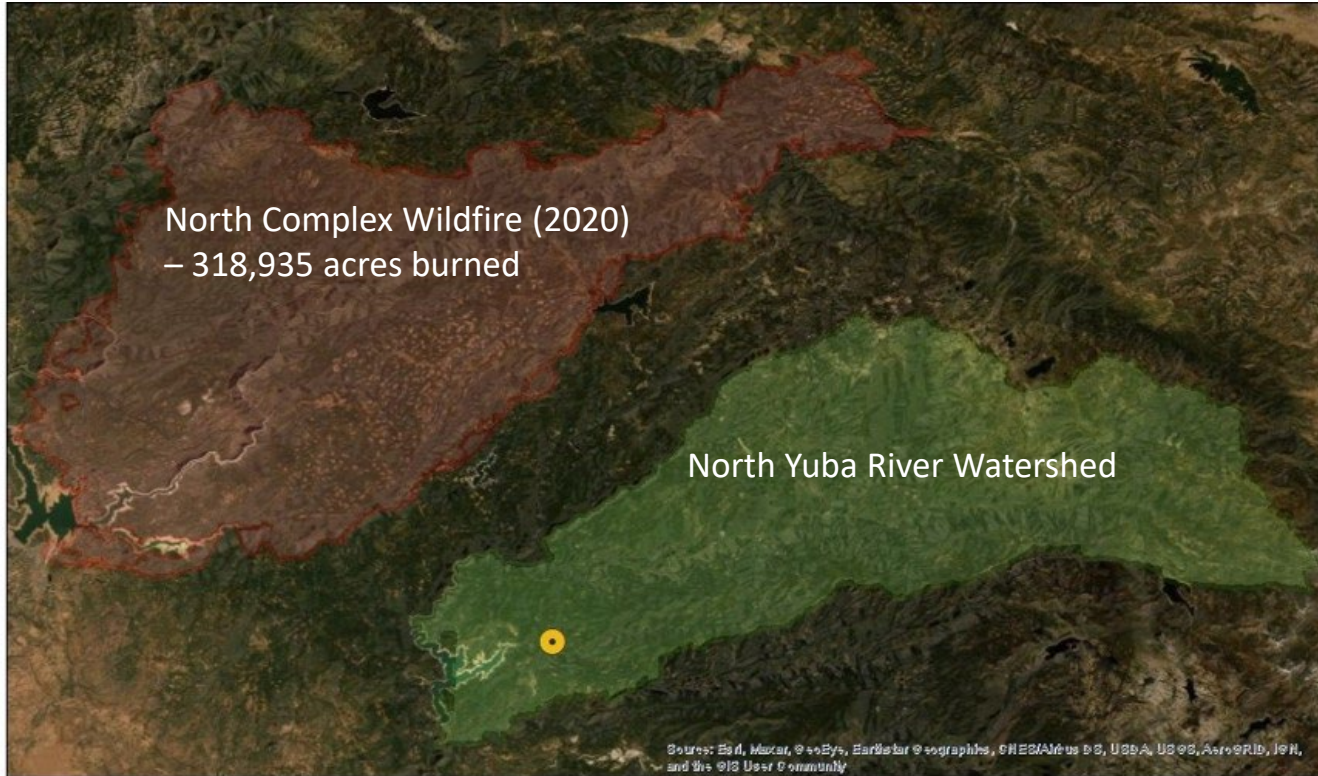 North Complex Wildfire (2020)
– 318,935 acres burned
North Yuba River Watershed
Source: Esri, Maxar, GeoEye, Earthstar Geographics, CNES/Airbus DS, USDA, USGS, AeroGRID, IGN,
and the GIS User Community